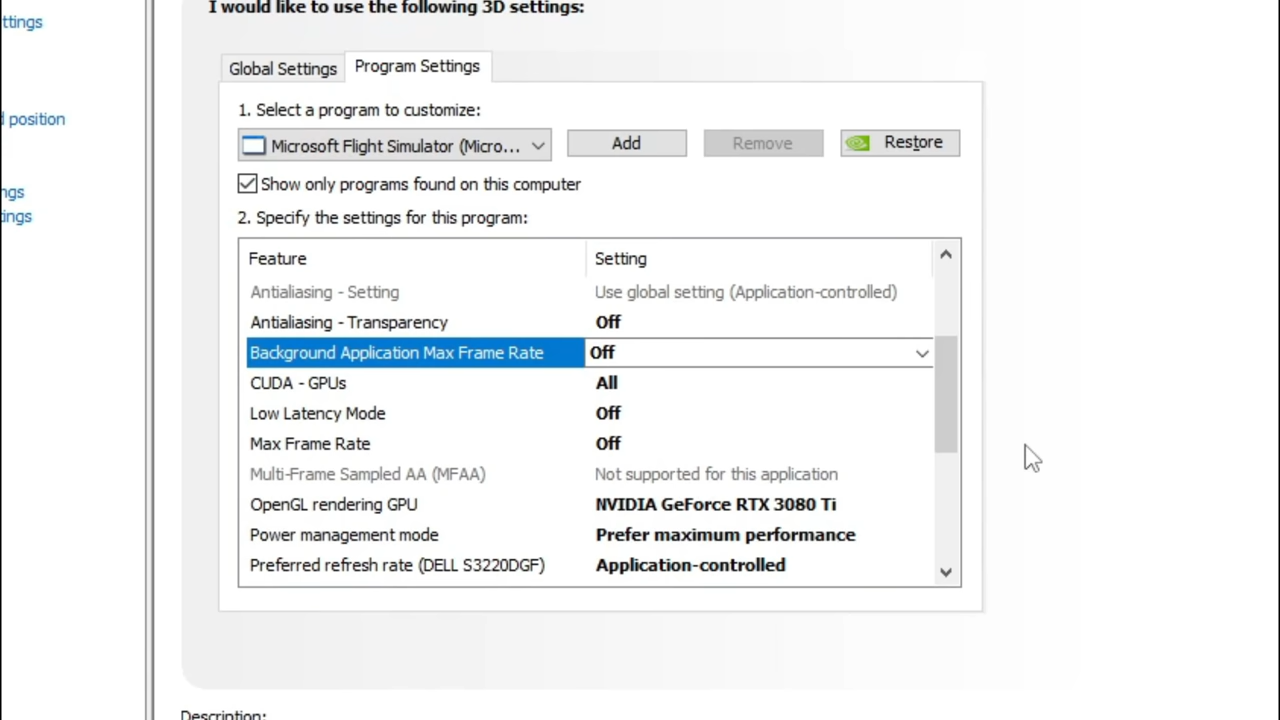 I would like to use the following 3D settings:
ttings
Global Settings
Program Settings
1. Select a program to customize:
d position
Microsoft Flight Simulator (Micro...
Add
Remove
Restore
Show only programs found on this computer
ngs
tings
2. Specify the settings for this program:
Feature Setting
Antialiasing - Setting Use global setting (Application-controlled)
Antialiasing - Transparency Off
Background Application Max Frame Rate Off
CUDA - GPUs All
Low Latency Mode Off
Max Frame Rate Off
Multi-Frame Sampled AA (MFAA) Not supported for this application
OpenGL rendering GPU NVIDIA GeForce RTX 3080 Ti
Power management mode Prefer maximum performance
Preferred refresh rate (DELL S3220DGF) Application-controlled
Description: